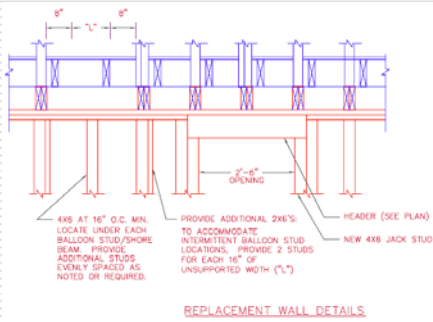 8" "L" 8"
2'-6"
OPENING
4X6 AT 16" O.C. MIN.
LOCATE UNDER EACH
BALLOON STUD/SHORE
BEAM. PROVIDE
ADDITIONAL STUDS
EVENLY SPACED AS
NOTED OR REQUIRED.
PROVIDE ADDITIONAL 2X6'S
TO ACCOMMODATE
INTERMITTENT BALLOON STUD
LOCATIONS, PROVIDE 2 STUDS
FOR EACH 16" OF
UNSUPPORTED WIDTH ("L")
HEADER (SEE PLAN)
NEW 4X6 JACK STUD
REPLACEMENT WALL DETAILS